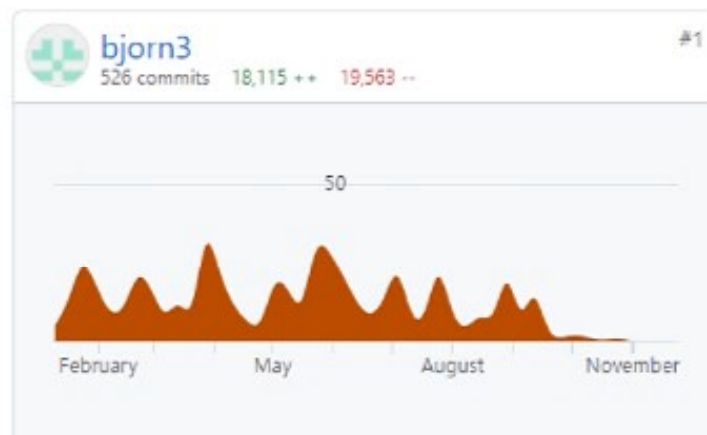 bjorn3 #1
526 commits 18,115 ++ 19,563 --
50
February May August November